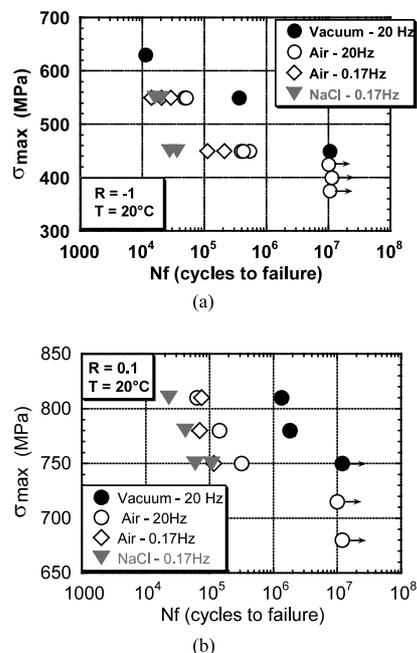 700
600
500
400
300
σmax (MPa)
Vacuum – 20 Hz
Air – 20Hz
Air – 0.17Hz
NaCl – 0.17Hz
R = -1
T = 20°C
1000 10^4 10^5 10^6 10^7 10^8
Nf (cycles to failure)
(a)
850
800
750
700
650
σmax (MPa)
R = 0.1
T = 20°C
Vacuum – 20 Hz
Air – 20Hz
Air – 0.17Hz
NaCl – 0.17Hz
1000 10^4 10^5 10^6 10^7 10^8
Nf (cycles to failure)
(b)